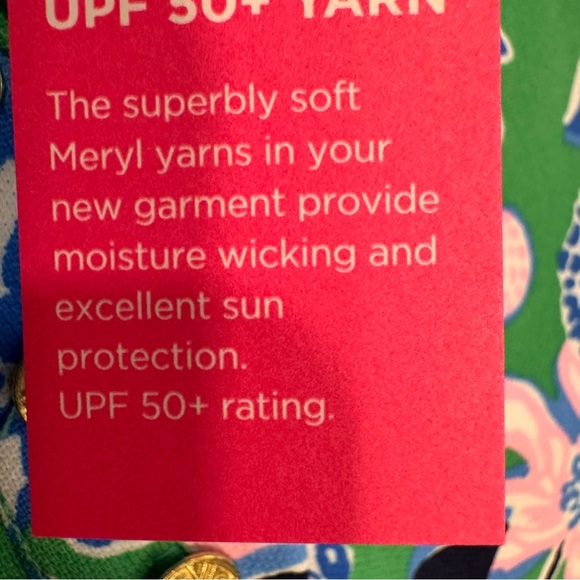 UPF 50+ YARN
The superbly soft
Meryl yarns in your
new garment provide
moisture wicking and
excellent sun
protection.
UPF 50+ rating.